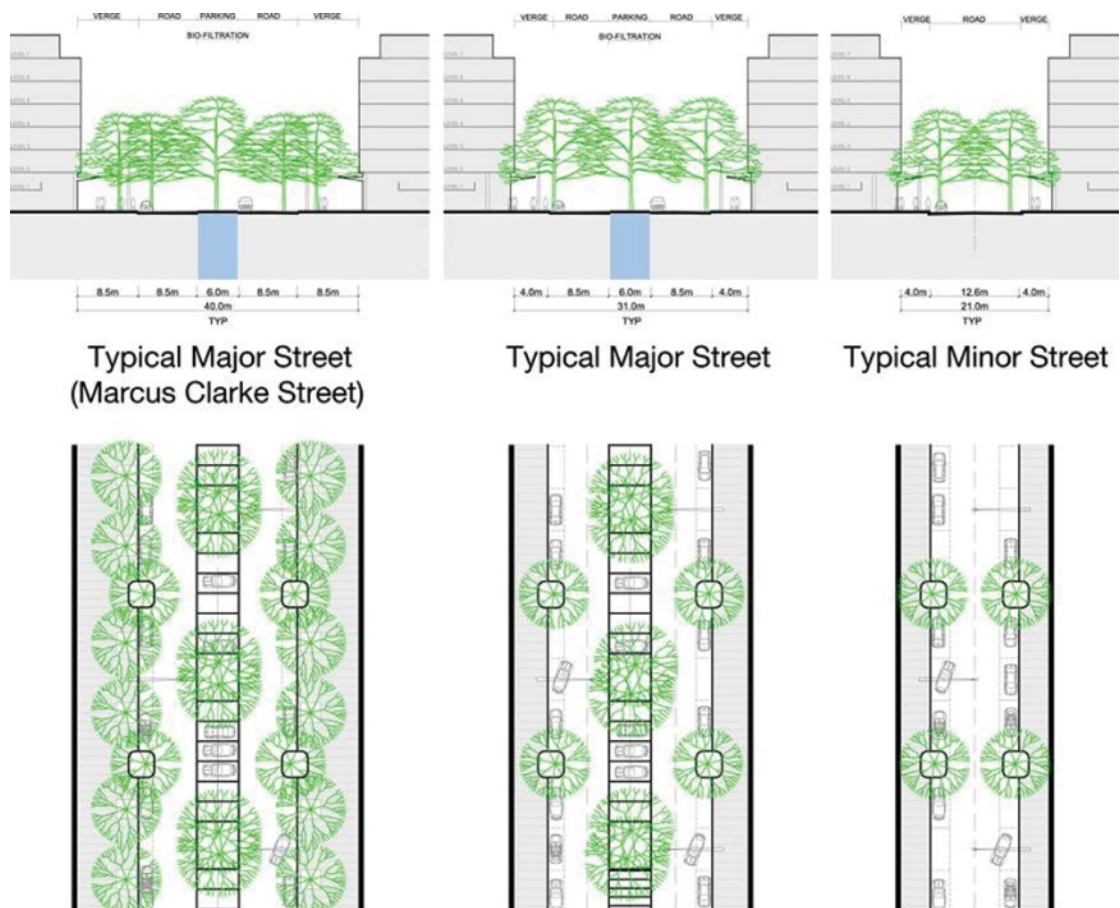 VERGE ROAD PARKING ROAD VERGE
BIO-FILTRATION
8.5m 8.5m 6.0m 8.5m 8.5m
40.0m
TYP
Typical Major Street
(Marcus Clarke Street)
VERGE ROAD PARKING ROAD VERGE
BIO-FILTRATION
4.0m 8.5m 6.0m 8.5m 4.0m
31.0m
TYP
Typical Major Street
VERGE ROAD VERGE
4.0m 12.6m 4.0m
21.0m
TYP
Typical Minor Street